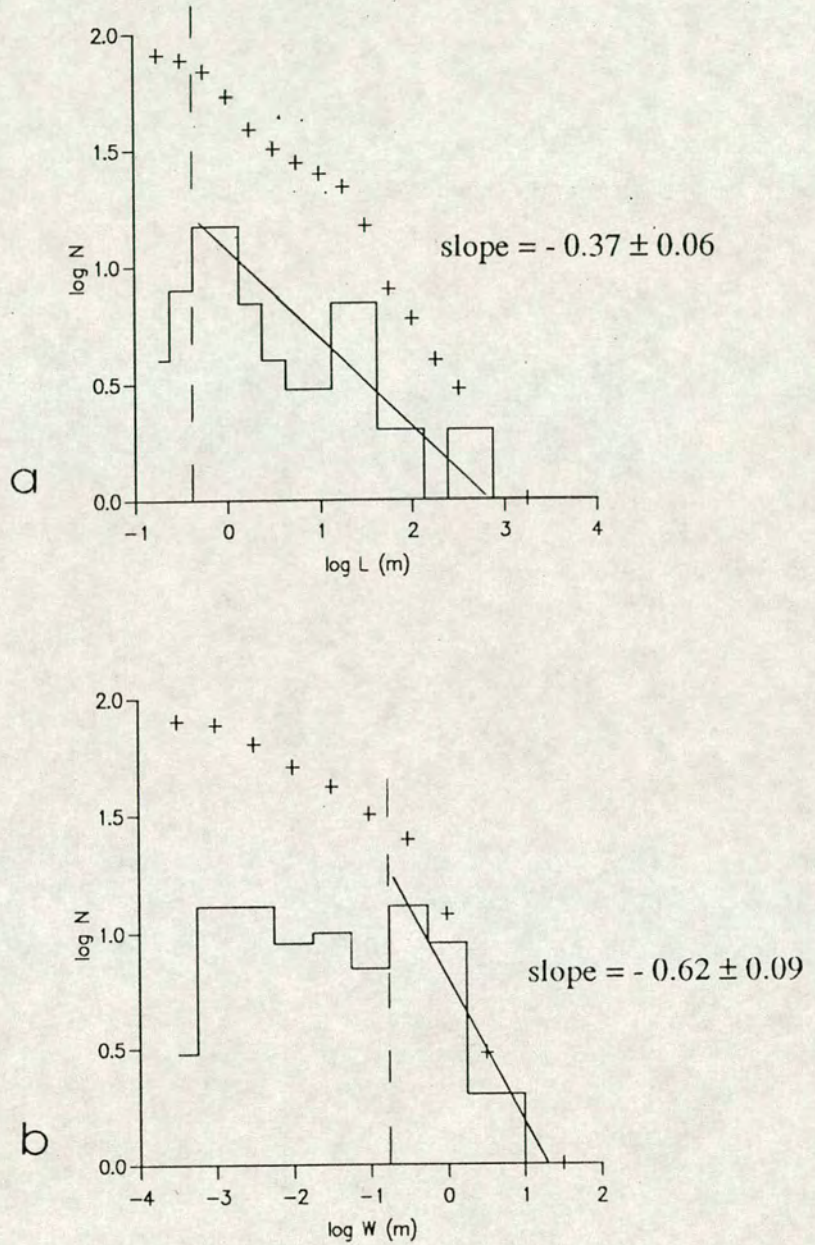 2.0
1.5
log N
1.0
slope = - 0.37 ± 0.06
0.5
a
0.0
-1 0 1 2 3 4
log L (m)
2.0
1.5
log N
1.0
slope = - 0.62 ± 0.09
0.5
b
0.0
-4 -3 -2 -1 0 1 2
log W (m)